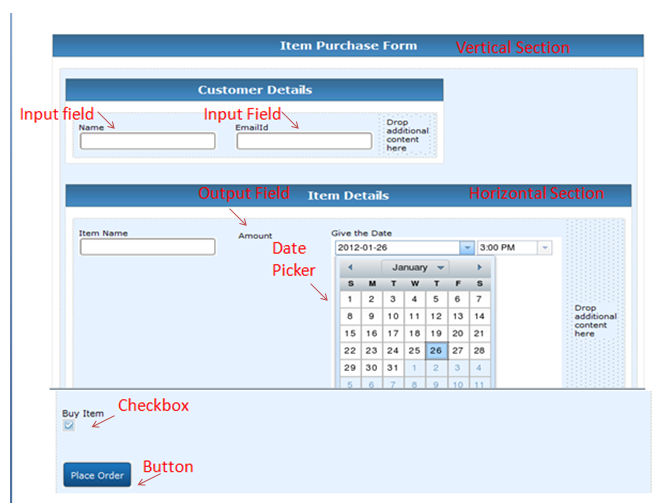 Item Purchase Form Vertical Section
Customer Details
Input field Input Field
Name EmailId
Drop
additional
content
here
Output Field Item Details Horizontal Section
Item Name Amount Give the Date
Date
Picker
2012-01-26 3:00 PM
January
S M T W T F S
1 2 3 4 5 6 7
8 9 10 11 12 13 14
15 16 17 18 19 20 21
22 23 24 25 26 27 28
29 30 31 1 2 3 4
5 6 7 8 9 10 11
Drop
additional
content
here
Buy Item Checkbox
Place Order Button